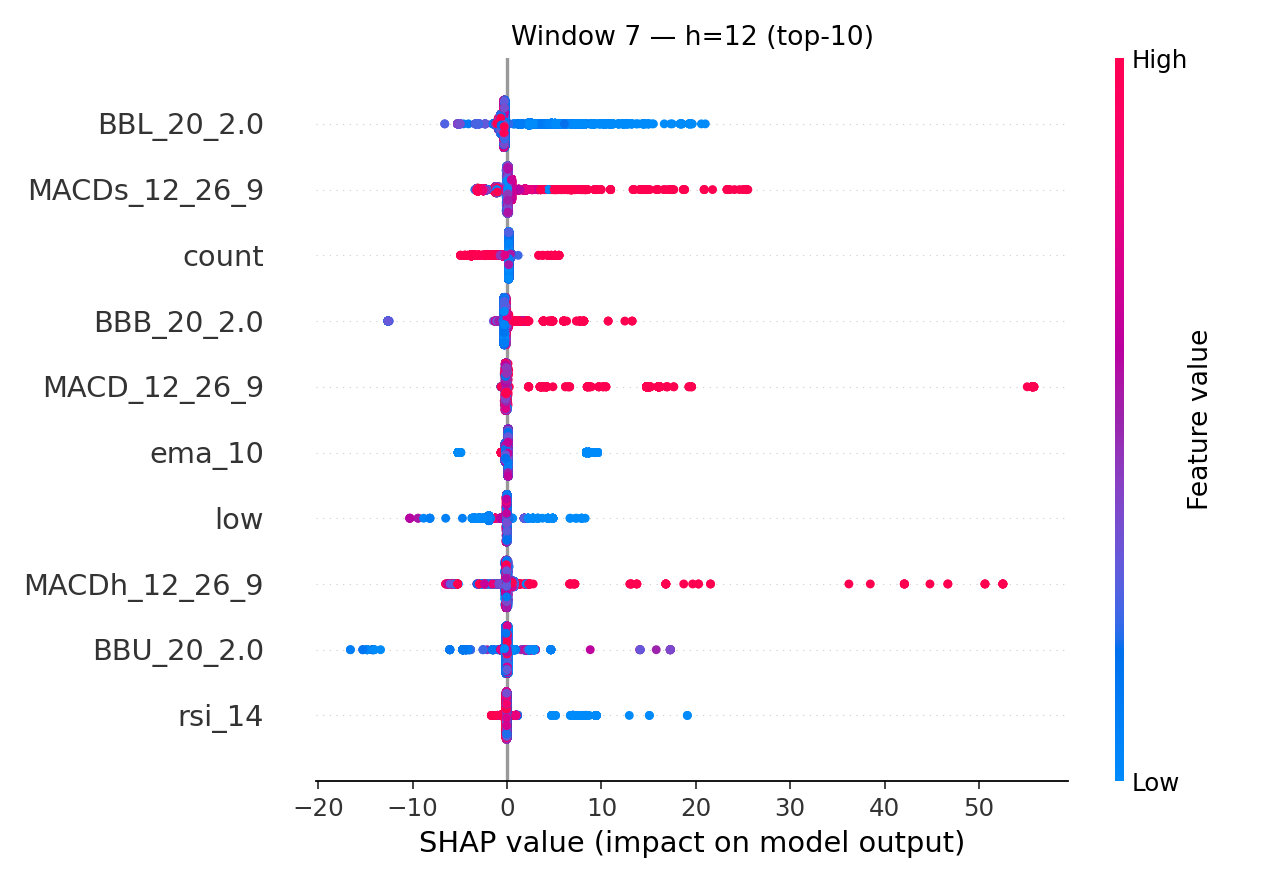 Window 7 — h=12 (top-10)
High
BBL_20_2.0
MACDs_12_26_9
count
BBB_20_2.0
MACD_12_26_9
ema_10
low
MACDh_12_26_9
BBU_20_2.0
rsi_14
Feature value
Low
−20 −10 0 10 20 30 40 50
SHAP value (impact on model output)